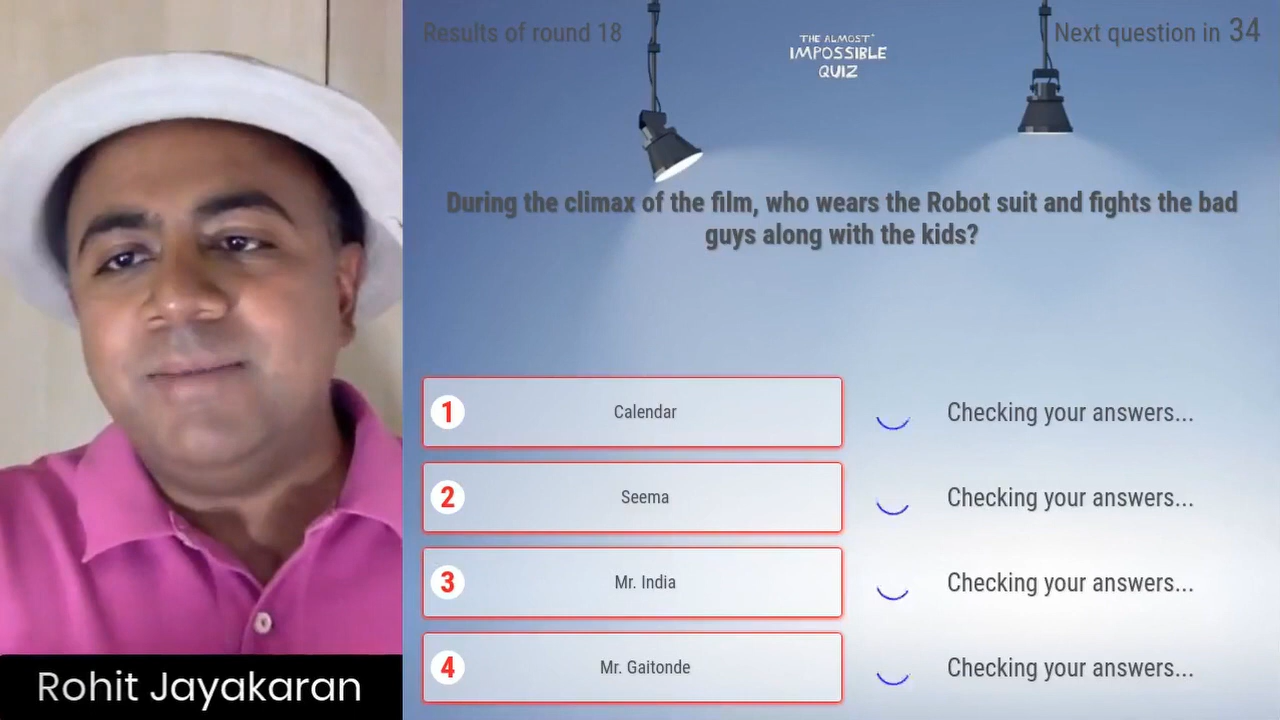 Results of round 18
THE ALMOST
IMPOSSIBLE
QUIZ
Next question in 34
During the climax of the film, who wears the Robot suit and fights the bad
guys along with the kids?
1 Calendar
Checking your answers...
2 Seema
Checking your answers...
3 Mr. India
Checking your answers...
4 Mr. Gaitonde
Checking your answers...
Rohit Jayakaran